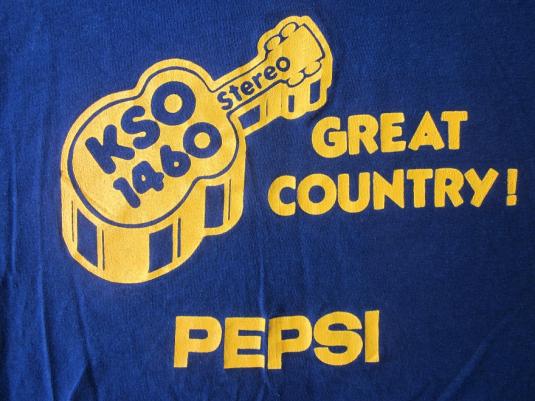 KSO
1460
Stereo
GREAT
COUNTRY!
PEPSI